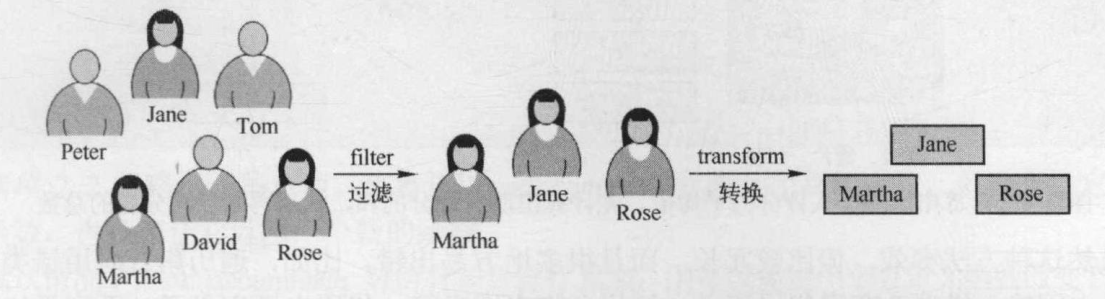 Jane
Tom
Peter
filter
过滤
David
Rose
Martha
Martha
Jane
Rose
transform
转换
Jane
Martha
Rose